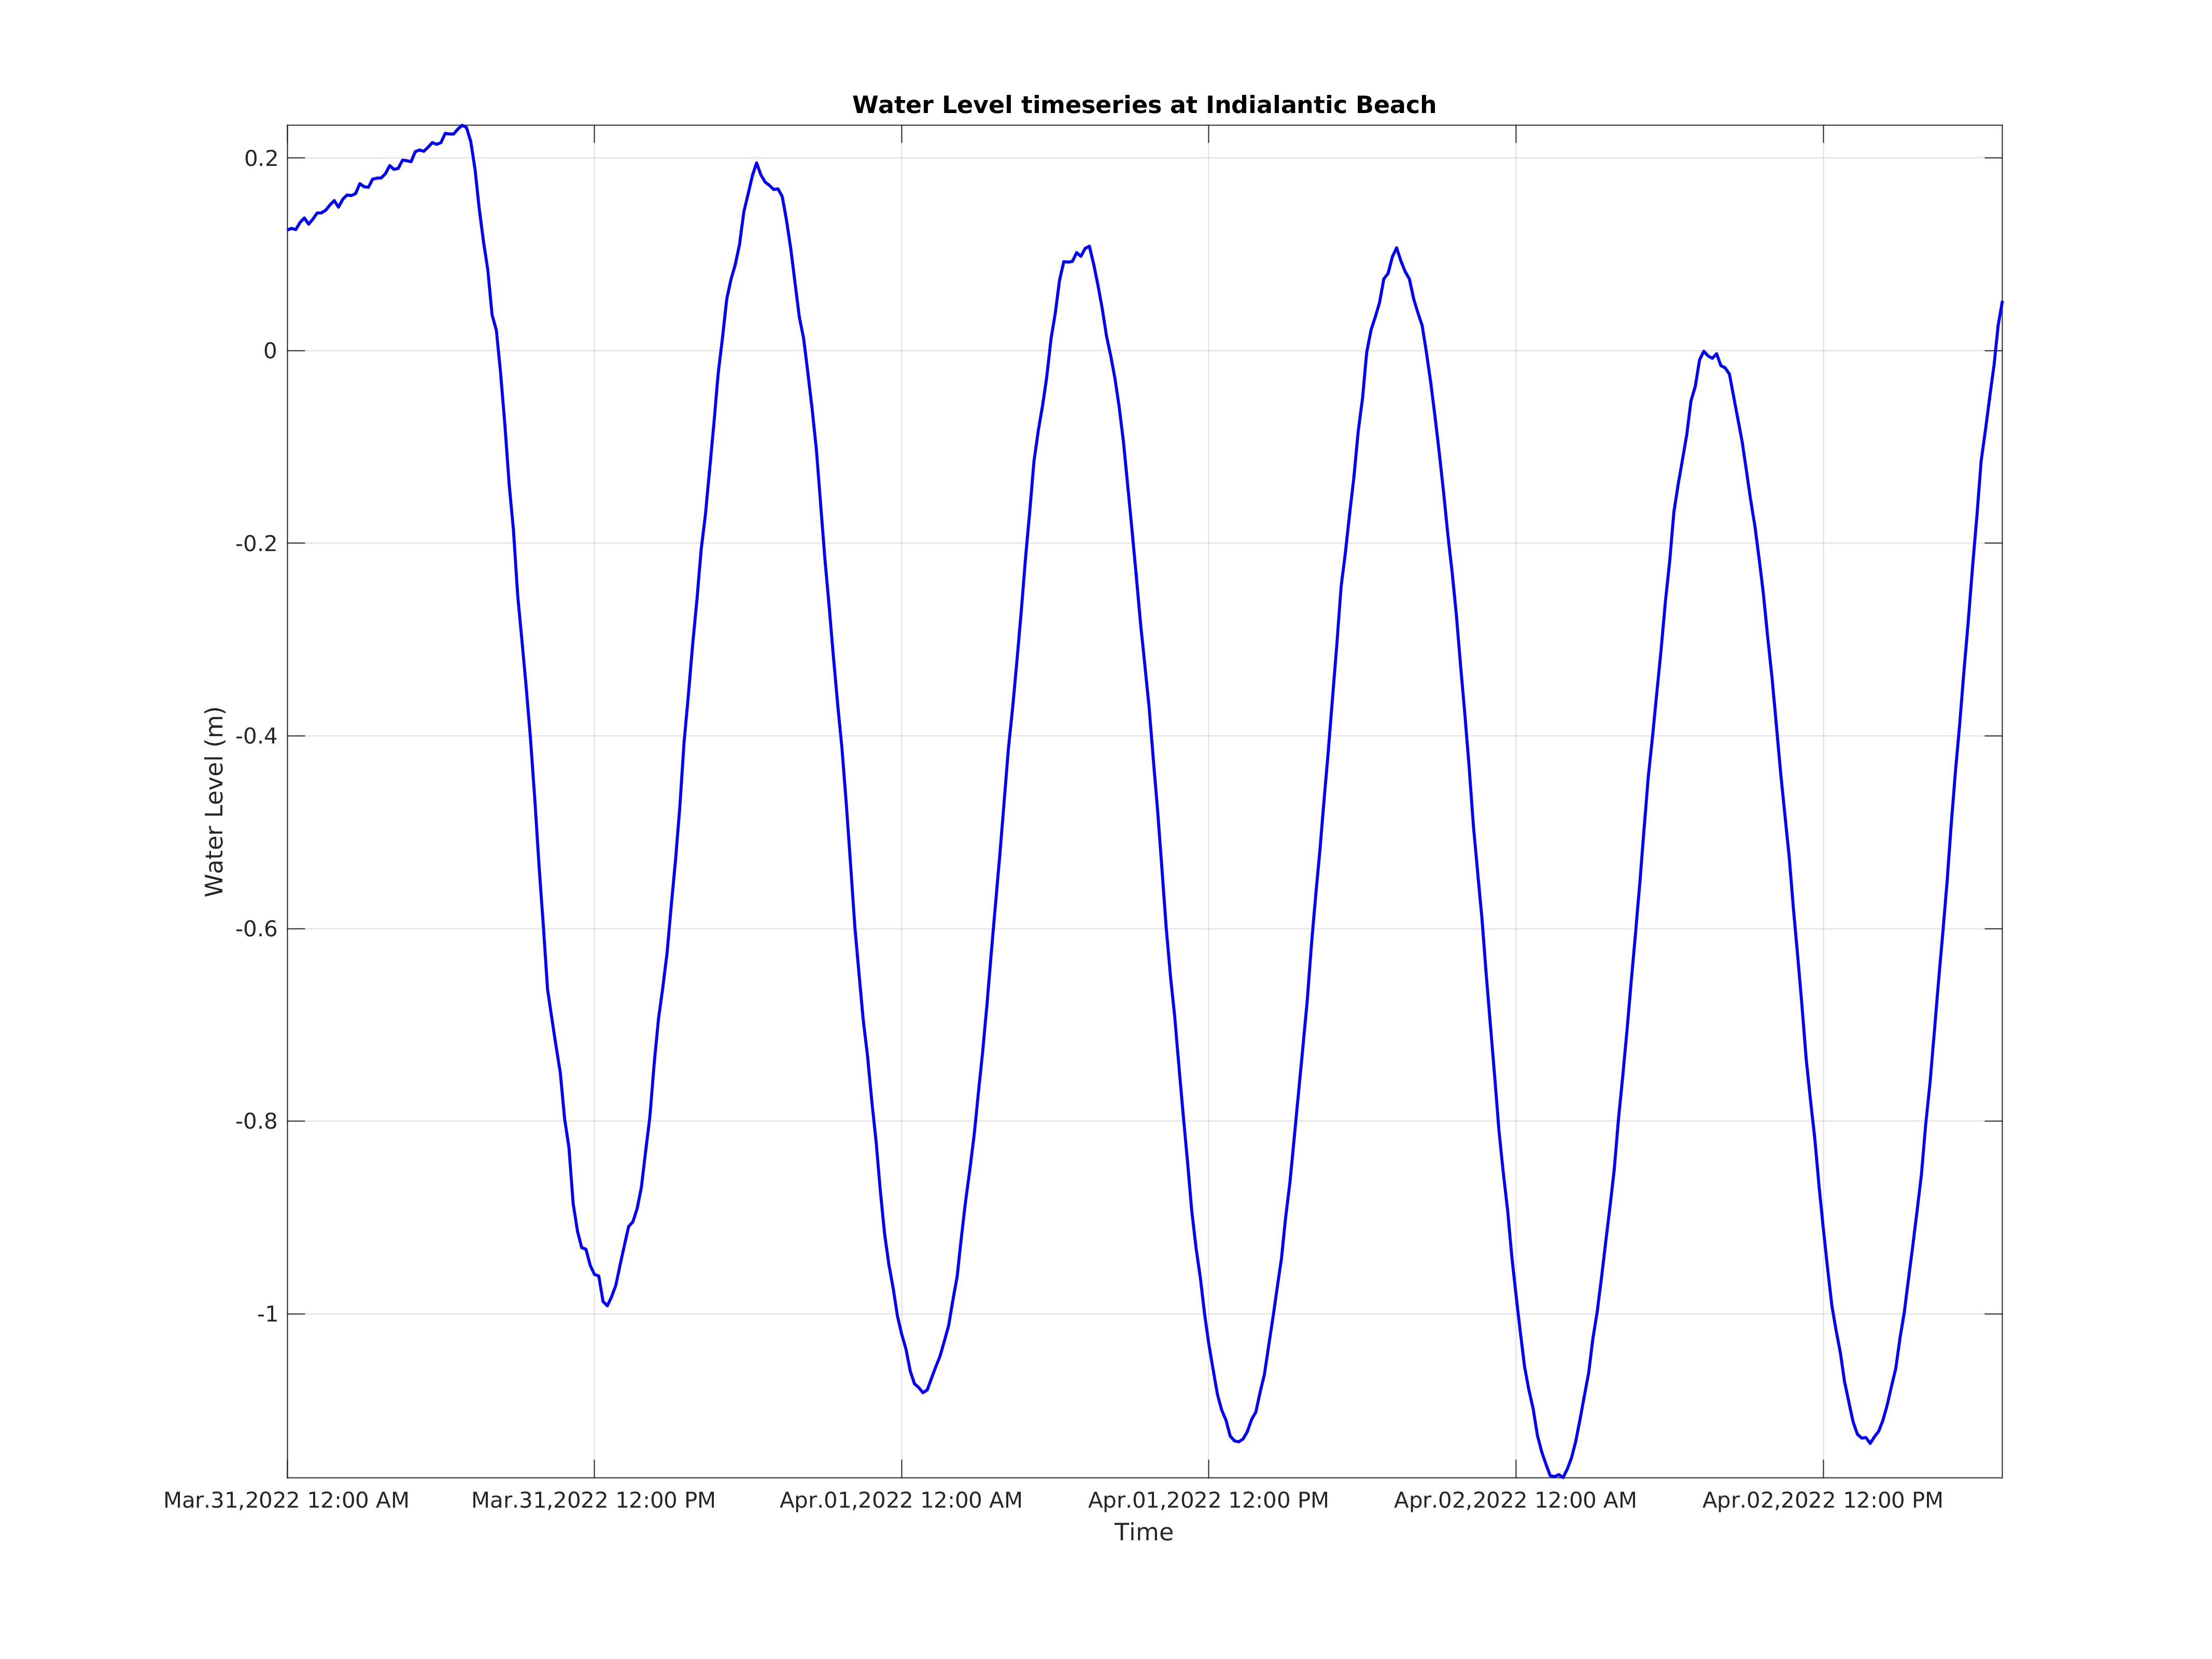 Water Level timeseries at Indialantic Beach
0.2
0
-0.2
-0.4
-0.6
-0.8
-1
Water Level (m)
Mar.31,2022 12:00 AM
Mar.31,2022 12:00 PM
Apr.01,2022 12:00 AM
Apr.01,2022 12:00 PM
Apr.02,2022 12:00 AM
Apr.02,2022 12:00 PM
Time